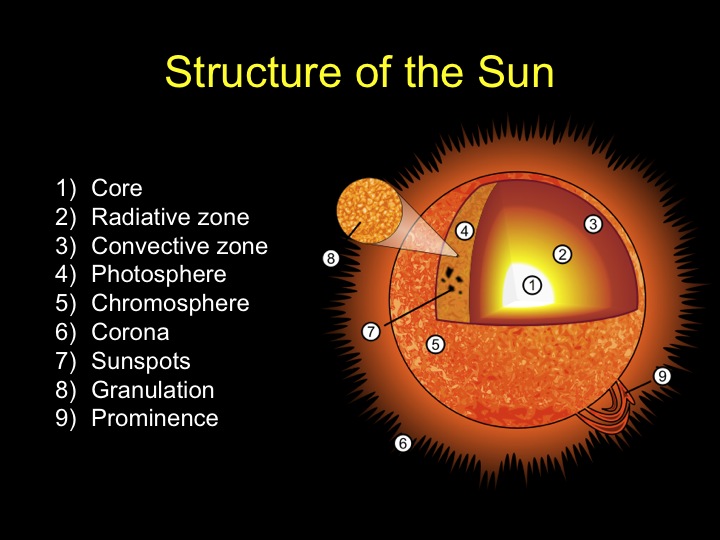 Structure of the Sun
1) Core
2) Radiative zone
3) Convective zone
4) Photosphere
5) Chromosphere
6) Corona
7) Sunspots
8) Granulation
9) Prominence
3
4
2
8
1
7
5
9
6